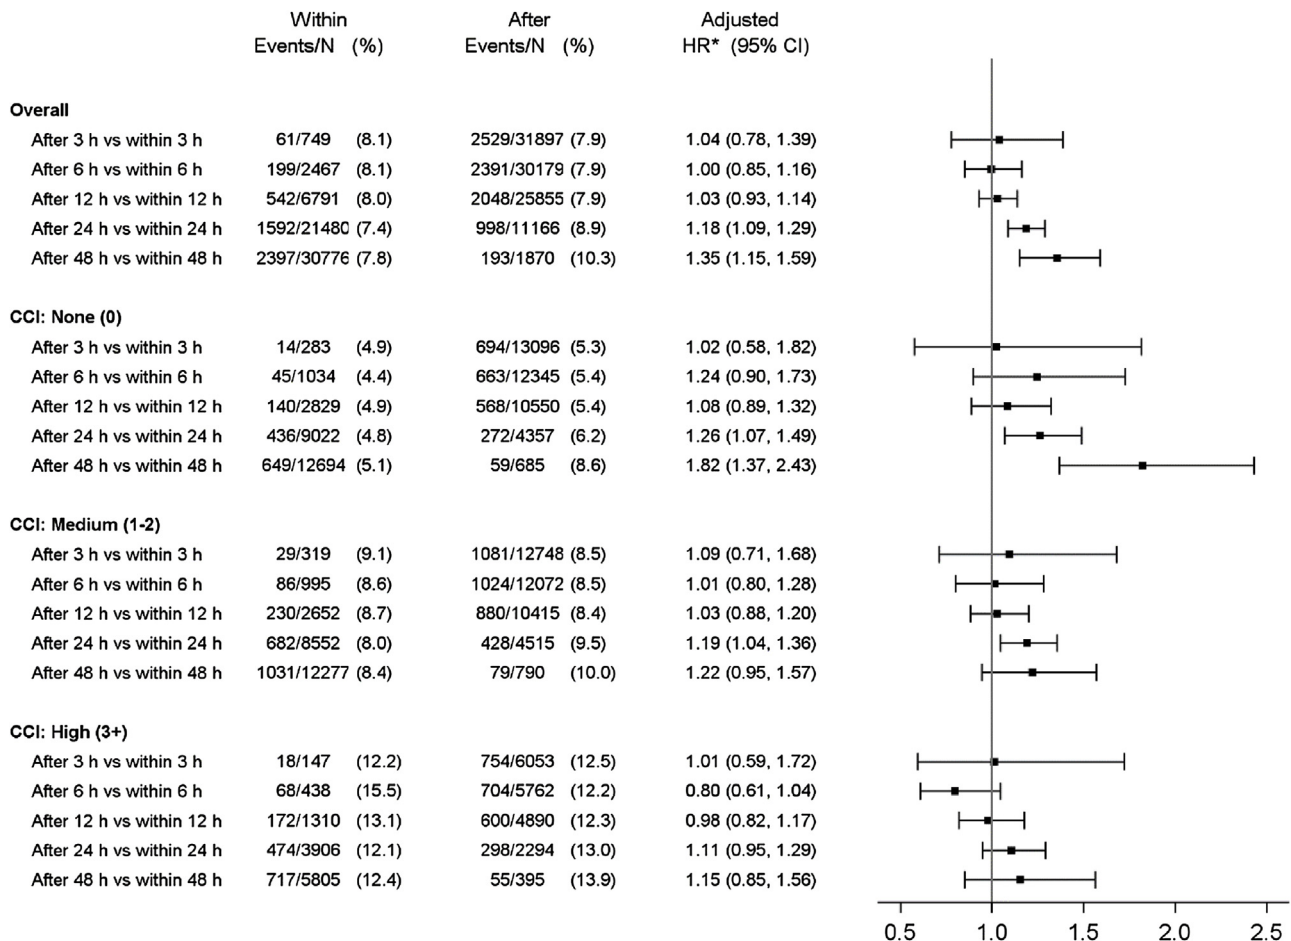 Within After Adjusted
Events/N (%) Events/N (%) HR* (95% CI)
Overall
After 3 h vs within 3 h 61/749 (8.1) 2529/31897 (7.9) 1.04 (0.78, 1.39)
After 6 h vs within 6 h 199/2467 (8.1) 2391/30179 (7.9) 1.00 (0.85, 1.16)
After 12 h vs within 12 h 542/6791 (8.0) 2048/25855 (7.9) 1.03 (0.93, 1.14)
After 24 h vs within 24 h 1592/21480 (7.4) 998/11166 (8.9) 1.18 (1.09, 1.29)
After 48 h vs within 48 h 2397/30776 (7.8) 193/1870 (10.3) 1.35 (1.15, 1.59)
CCI: None (0)
After 3 h vs within 3 h 14/283 (4.9) 694/13096 (5.3) 1.02 (0.58, 1.82)
After 6 h vs within 6 h 45/1034 (4.4) 663/12345 (5.4) 1.24 (0.90, 1.73)
After 12 h vs within 12 h 140/2829 (4.9) 568/10550 (5.4) 1.08 (0.89, 1.32)
After 24 h vs within 24 h 436/9022 (4.8) 272/4357 (6.2) 1.26 (1.07, 1.49)
After 48 h vs within 48 h 649/12694 (5.1) 59/685 (8.6) 1.82 (1.37, 2.43)
CCI: Medium (1-2)
After 3 h vs within 3 h 29/319 (9.1) 1081/12748 (8.5) 1.09 (0.71, 1.68)
After 6 h vs within 6 h 86/995 (8.6) 1024/12072 (8.5) 1.01 (0.80, 1.28)
After 12 h vs within 12 h 230/2652 (8.7) 880/10415 (8.4) 1.03 (0.88, 1.20)
After 24 h vs within 24 h 682/8552 (8.0) 428/4515 (9.5) 1.19 (1.04, 1.36)
After 48 h vs within 48 h 1031/12277 (8.4) 79/790 (10.0) 1.22 (0.95, 1.57)
CCI: High (3+)
After 3 h vs within 3 h 18/147 (12.2) 754/6053 (12.5) 1.01 (0.59, 1.72)
After 6 h vs within 6 h 68/438 (15.5) 704/5762 (12.2) 0.80 (0.61, 1.04)
After 12 h vs within 12 h 172/1310 (13.1) 600/4890 (12.3) 0.98 (0.82, 1.17)
After 24 h vs within 24 h 474/3906 (12.1) 298/2294 (13.0) 1.11 (0.95, 1.29)
After 48 h vs within 48 h 717/5805 (12.4) 55/395 (13.9) 1.15 (0.85, 1.56)
0.5 1.0 1.5 2.0 2.5